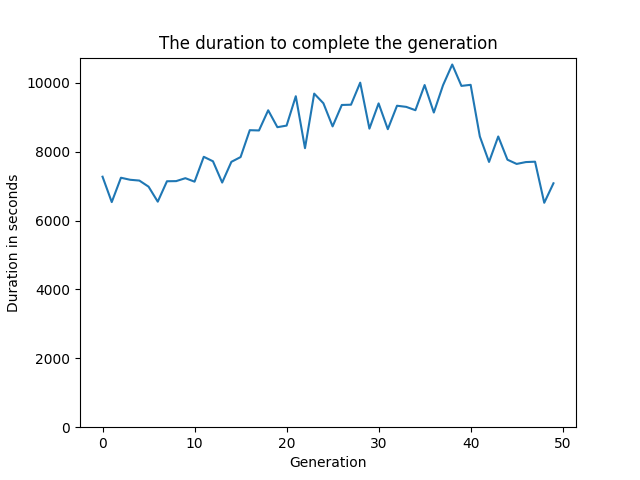 The duration to complete the generation
10000
8000
6000
4000
2000
0
Duration in seconds
0 10 20 30 40 50
Generation